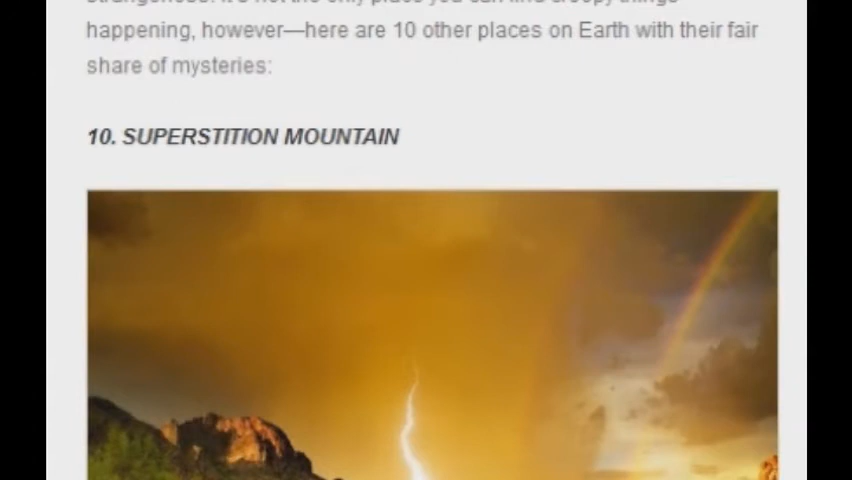 happening, however—here are 10 other places on Earth with their fair
share of mysteries:
10. SUPERSTITION MOUNTAIN